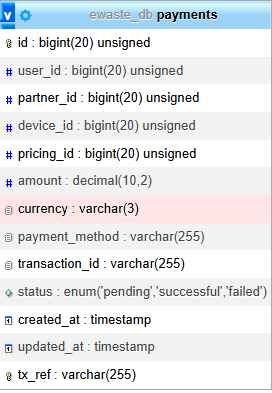 v ewaste_db payments
id : bigint(20) unsigned
# user_id : bigint(20) unsigned
# partner_id : bigint(20) unsigned
# device_id : bigint(20) unsigned
# pricing_id : bigint(20) unsigned
# amount : decimal(10,2)
currency : varchar(3)
payment_method : varchar(255)
transaction_id : varchar(255)
status : enum('pending','successful','failed')
created_at : timestamp
updated_at : timestamp
tx_ref : varchar(255)